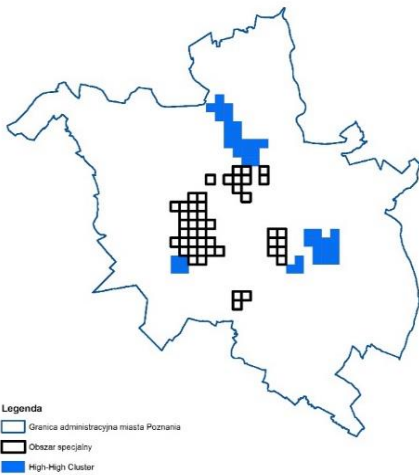 Legenda
Granica administracyjna miasta Poznania
Obszar specjalny
High-High Cluster